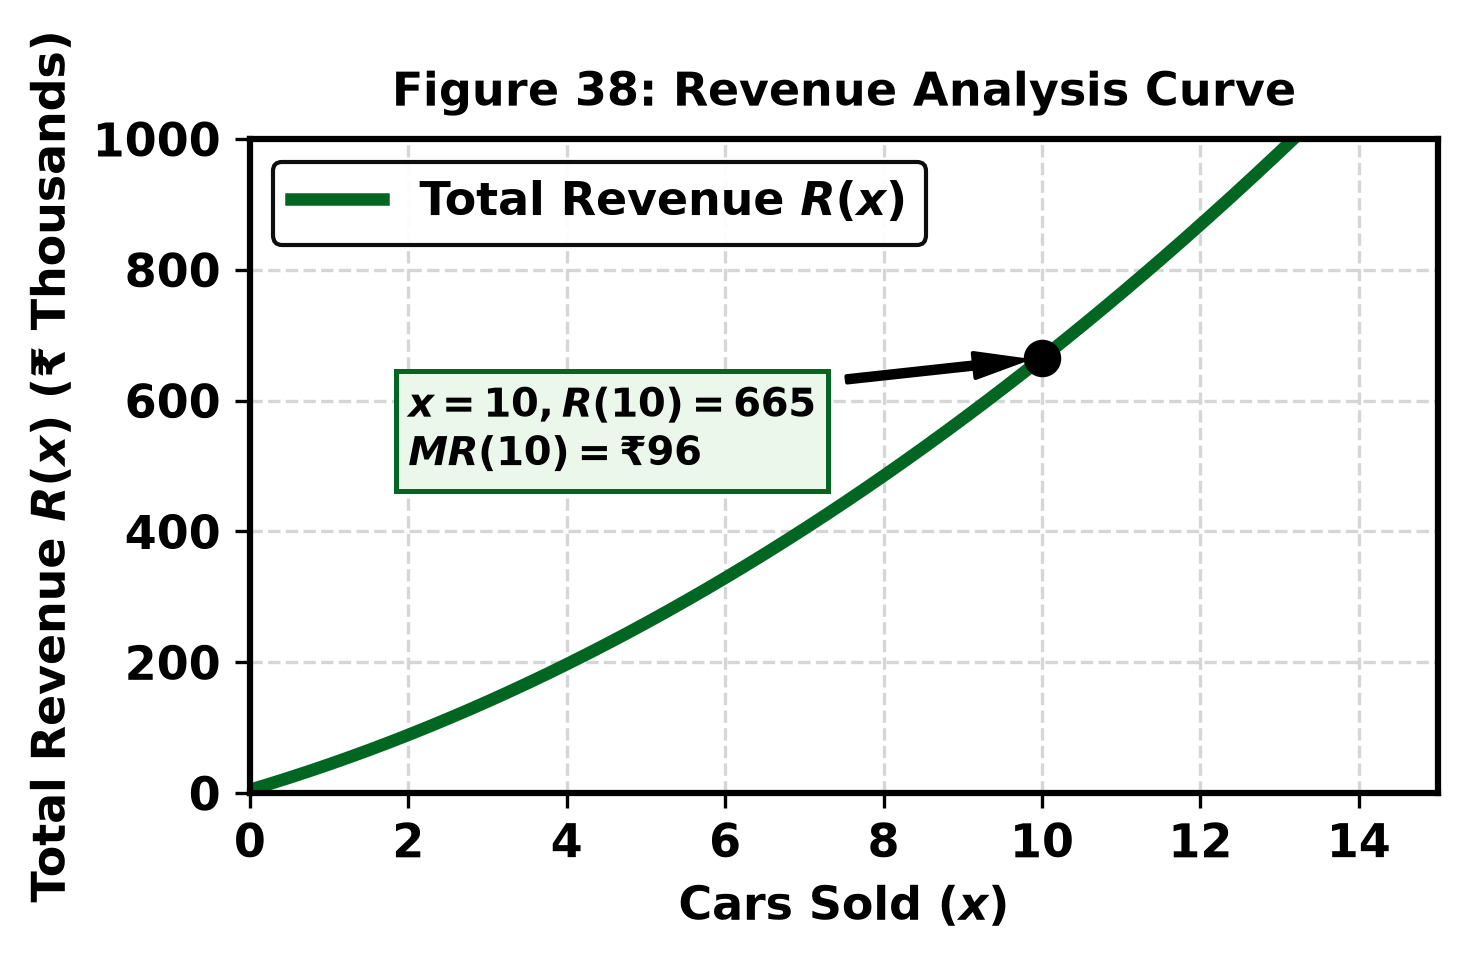 Figure 38: Revenue Analysis Curve
Total Revenue R(x) (₹ Thousands)
1000
800
600
400
200
0
Total Revenue R(x)
x = 10, R(10) = 665
MR(10) = ₹96
0 2 4 6 8 10 12 14
Cars Sold (x)